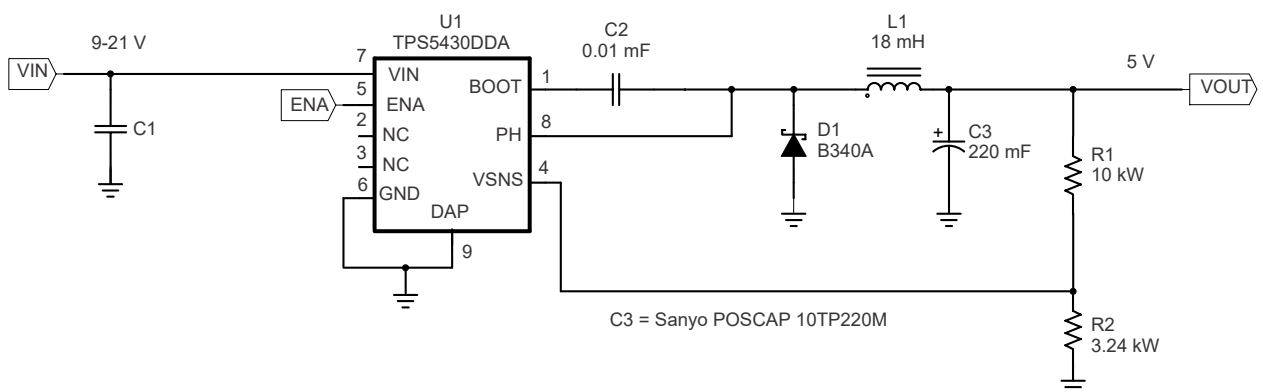 U1
TPS5430DDA
9-21 V
VIN
C1
ENA
7
5
2
3
6
VIN
ENA
NC
NC
GND
BOOT
PH
VSNS
DAP
1
8
4
9
C2
0.01 mF
L1
18 mH
5 V
VOUT
D1
B340A
C3
220 mF
+
R1
10 kW
R2
3.24 kW
C3 = Sanyo POSCAP 10TP220M